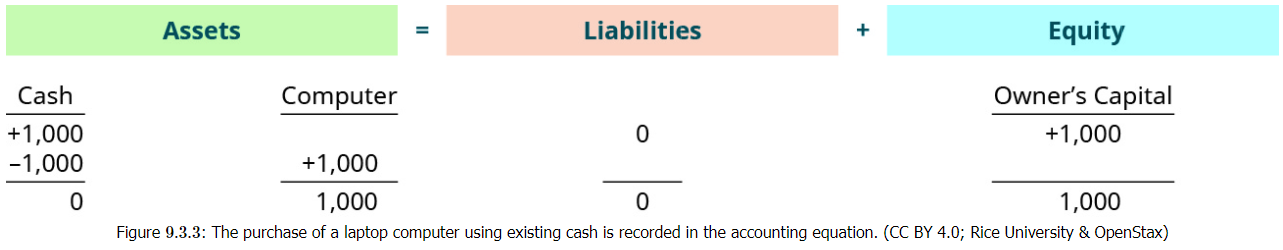 Assets = Liabilities + Equity
Cash Computer Owner’s Capital
+1,000 0 +1,000
–1,000 +1,000
0 1,000 0 1,000
Figure 9.3.3: The purchase of a laptop computer using existing cash is recorded in the accounting equation. (CC BY 4.0; Rice University & OpenStax)